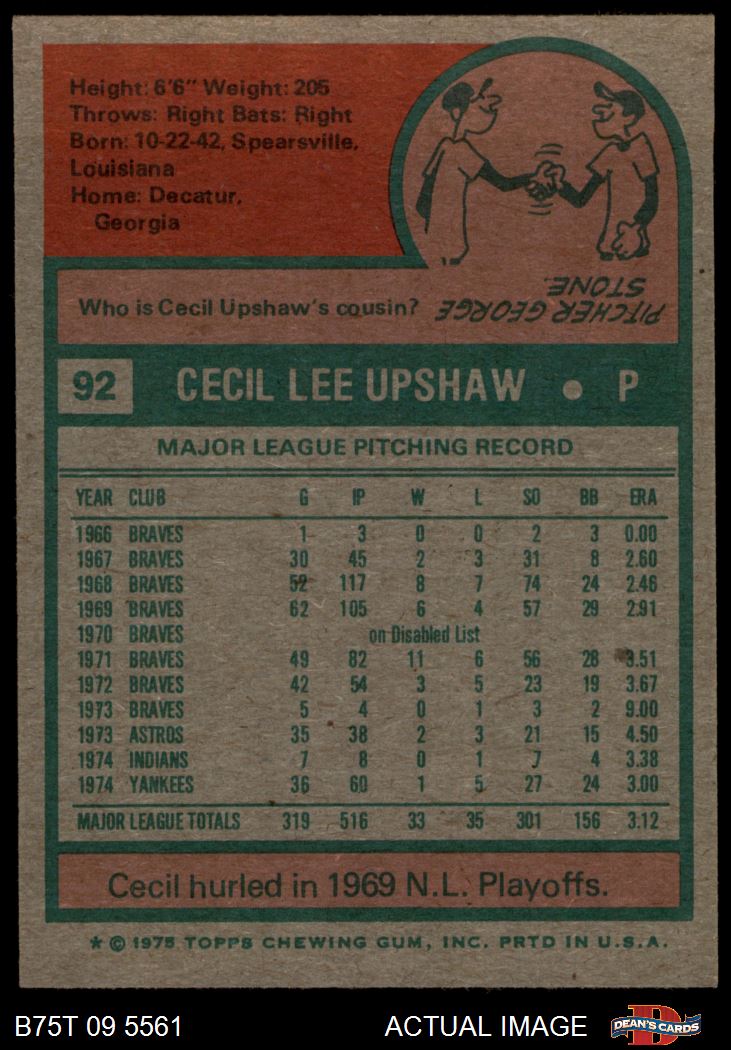 Height: 6'6" Weight: 205
Throws: Right Bats: Right
Born: 10-22-42, Spearsville,
Louisiana
Home: Decatur,
Georgia
Who is Cecil Upshaw's cousin?
PITCHER GEORGE
STONE.
92 CECIL LEE UPSHAW • P
MAJOR LEAGUE PITCHING RECORD
YEAR CLUB G IP W L SO BB ERA
1966 BRAVES 1 3 0 0 2 3 0.00
1967 BRAVES 30 45 2 3 31 8 2.60
1968 BRAVES 52 117 8 7 74 24 2.46
1969 BRAVES 62 105 6 4 57 29 2.91
1970 BRAVES on Disabled List
1971 BRAVES 49 82 11 6 56 28 3.51
1972 BRAVES 42 54 3 5 23 19 3.67
1973 BRAVES 5 4 0 1 3 2 9.00
1973 ASTROS 35 38 2 3 21 15 4.50
1974 INDIANS 7 8 0 1 7 4 3.38
1974 YANKEES 36 60 1 5 27 24 3.00
MAJOR LEAGUE TOTALS 319 516 33 35 301 156 3.12
Cecil hurled in 1969 N.L. Playoffs.
* © 1975 TOPPS CHEWING GUM, INC. PRTD IN U.S.A.
B75T 09 5561 ACTUAL IMAGE D DEAN'S CARDS